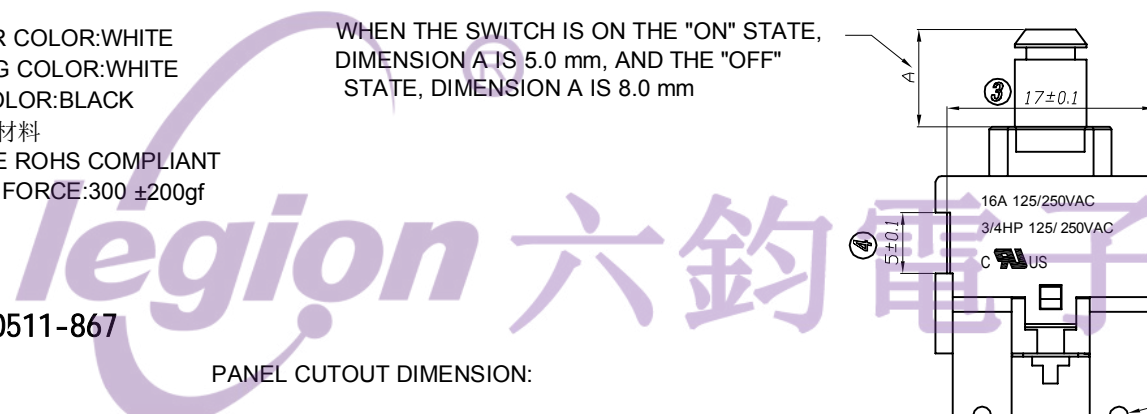 R COLOR:WHITE
G COLOR:WHITE
OLOR:BLACK
材料
E ROHS COMPLIANT
FORCE:300 ±200gf
legion 六鈞電子
®
0511-867
WHEN THE SWITCH IS ON THE "ON" STATE,
DIMENSION A IS 5.0 mm, AND THE "OFF"
STATE, DIMENSION A IS 8.0 mm
PANEL CUTOUT DIMENSION:
A
③
17±0.1
④
5±0.1
16A 125/250VAC
3/4HP 125/ 250VAC
C RU US